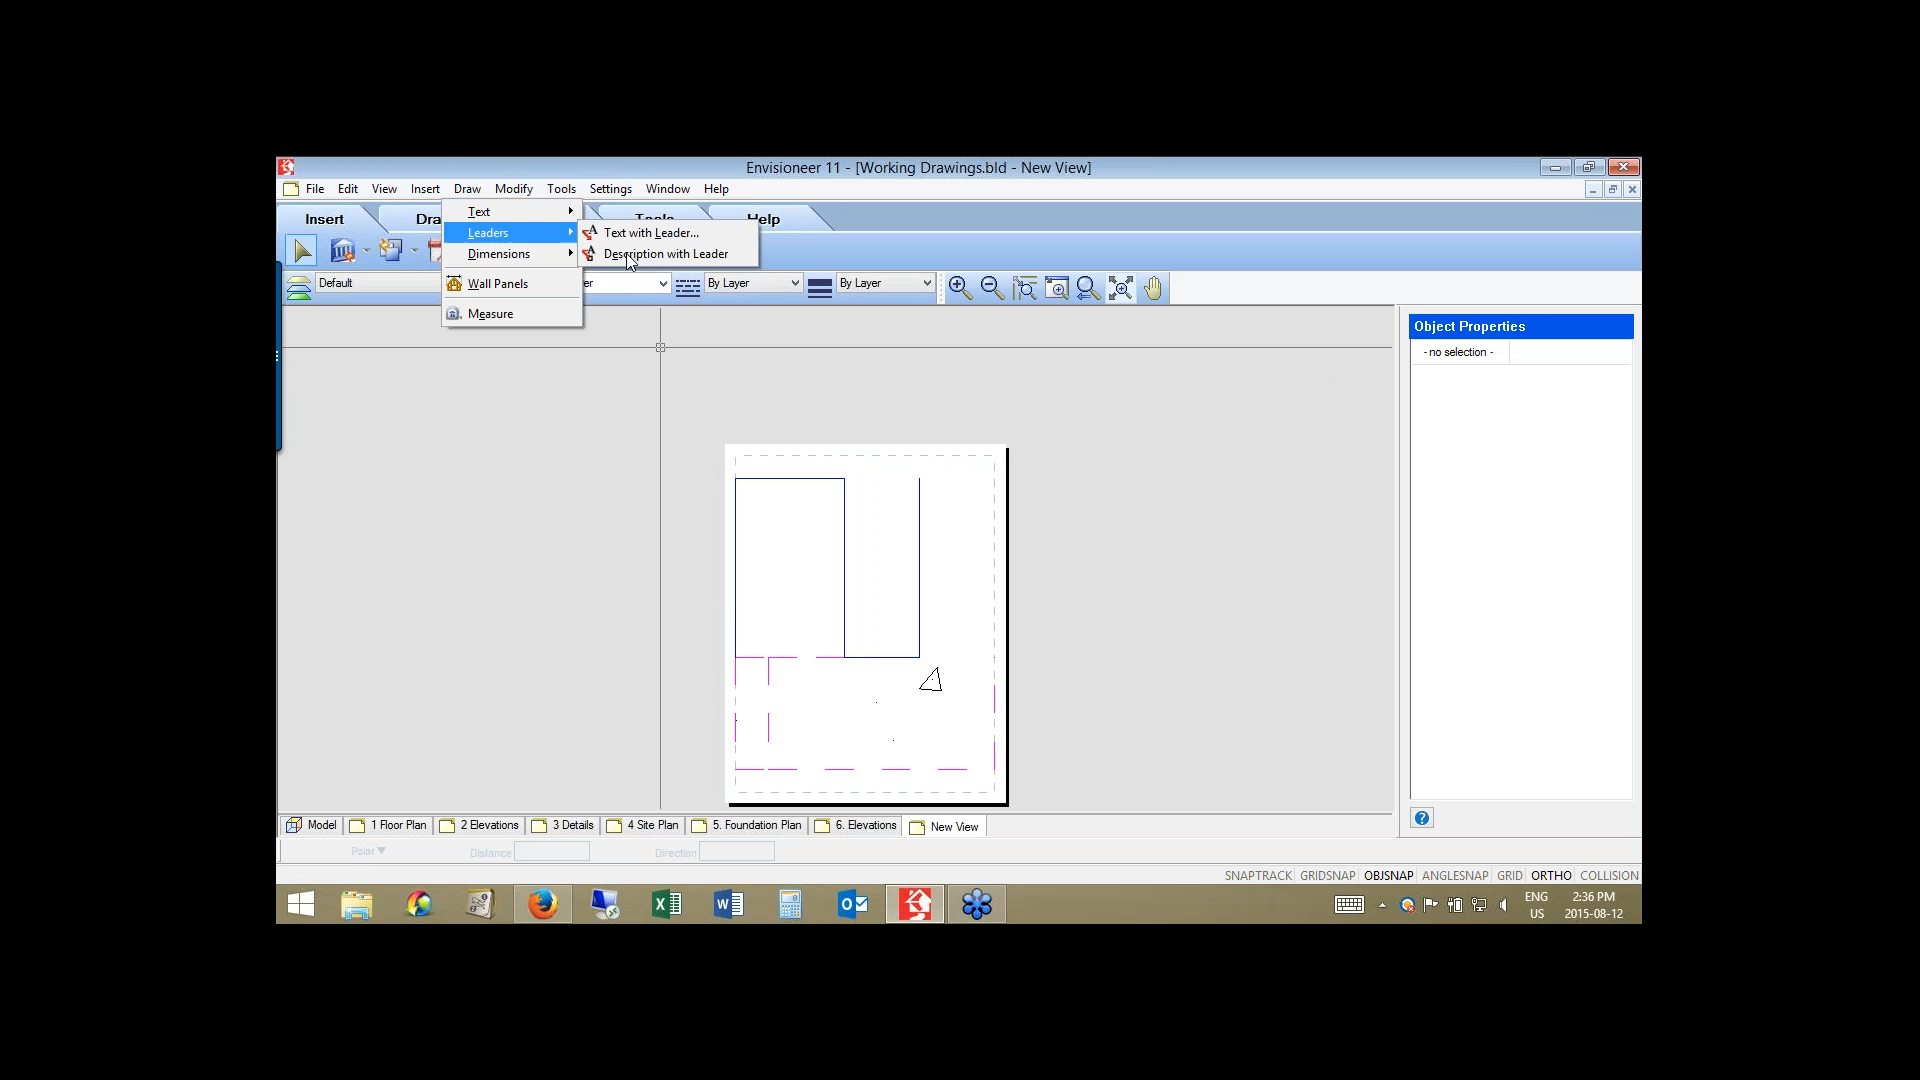 Envisioneer 11 - [Working Drawings.bld - New View]
File Edit View Insert Draw Modify Tools Settings Window Help
Insert Dra Tools Help
Text
Leaders
Dimensions
Wall Panels
Measure
Text with Leader...
Description with Leader
Default er By Layer By Layer
Object Properties
- no selection -
Model 1 Floor Plan 2 Elevations 3 Details 4 Site Plan 5. Foundation Plan 6. Elevations New View
Polar Distance Direction
SNAPTRACK GRIDSNAP OBJSNAP ANGLESNAP GRID ORTHO COLLISION
ENG 2:36 PM
US 2015-08-12